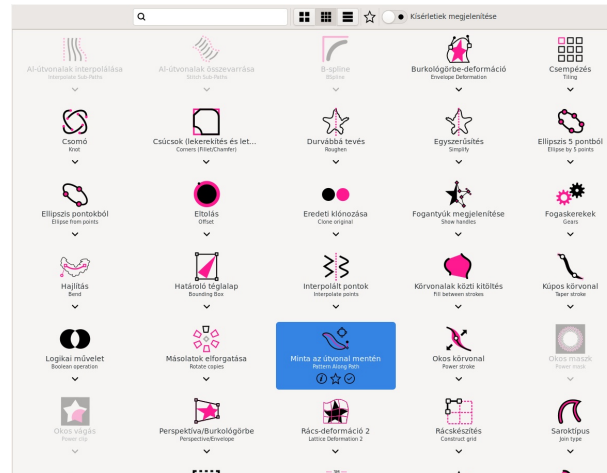 Kísérletiek megjelenítése
Al-útvonalak interpolálása
Interpolate Sub-Paths
Al-útvonalak összevarrása
Stitch Sub-Paths
B-spline
BSpline
Burkológörbe-deformáció
Envelope Deformation
Csempézés
Tiling
Csomó
Knot
Csúcsok (lekerekítés és let...
Corners (Fillet/Chamfer)
Durvábbá tevés
Roughen
Egyszerűsítés
Simplify
Ellipszis 5 pontból
Ellipse by 5 points
Ellipszis pontokból
Ellipse from points
Eltolás
Offset
Eredeti klónozása
Clone original
Fogantyúk megjelenítése
Show handles
Fogaskerekek
Gears
Hajlítás
Bend
Határoló téglalap
Bounding Box
Interpolált pontok
Interpolate points
Körvonalak közti kitöltés
Fill between strokes
Kúpos körvonal
Taper stroke
Logikai művelet
Boolean operation
Másolatok elforgatása
Rotate copies
Minta az útvonal mentén
Pattern Along Path
Okos körvonal
Power stroke
Okos maszk
Power mask
Okos vágás
Power clip
Perspektíva/Burkológörbe
Perspective/Envelope
Rács-deformáció 2
Lattice Deformation 2
Rácskészítés
Construct grid
Saroktípus
Join type